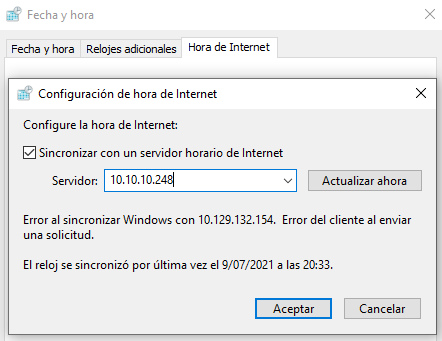 Fecha y hora
Fecha y hora
Relojes adicionales
Hora de Internet
Configuración de hora de Internet
Configure la hora de Internet:
Sincronizar con un servidor horario de Internet
Servidor:
10.10.10.248
Actualizar ahora
Error al sincronizar Windows con 10.129.132.154.  Error del cliente al enviar
una solicitud.
El reloj se sincronizó por última vez el 9/07/2021 a las 20:33.
Aceptar
Cancelar